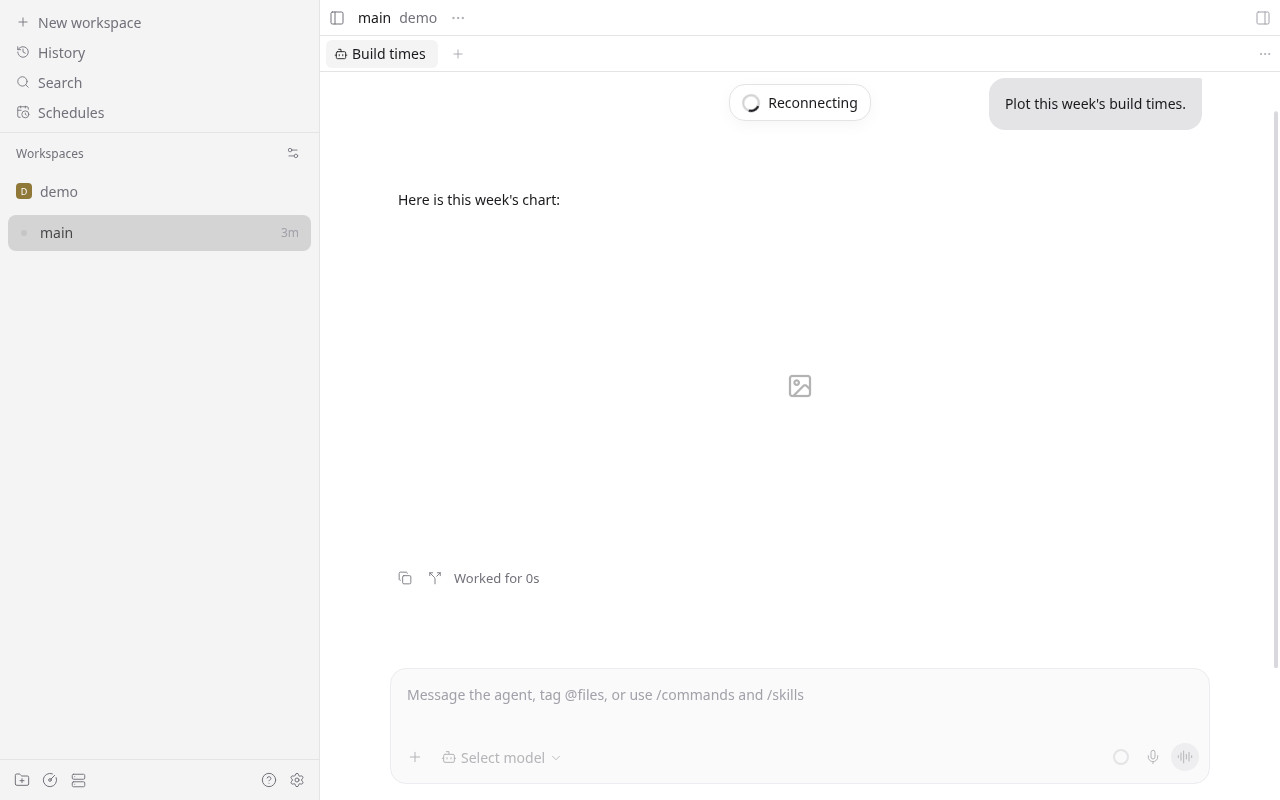 New workspace
History
Search
Schedules
Workspaces
D demo
main 3m
main demo
Build times
Reconnecting
Plot this week's build times.
Here is this week's chart:
Worked for 0s
Message the agent, tag @files, or use /commands and /skills
Select model